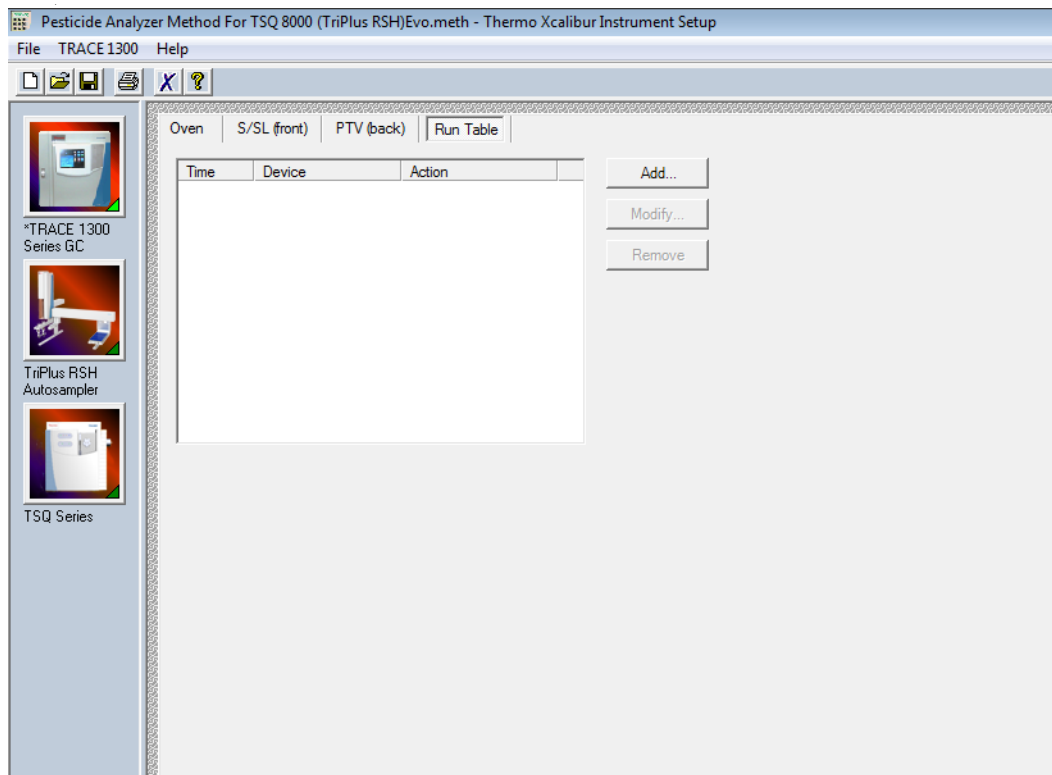 Pesticide Analyzer Method For TSQ 8000 (TriPlus RSH)Evo.meth - Thermo Xcalibur Instrument Setup
File TRACE 1300 Help
Oven S/SL (front) PTV (back) Run Table
Time Device Action
Add...
Modify...
Remove
*TRACE 1300
Series GC
TriPlus RSH
Autosampler
TSQ Series